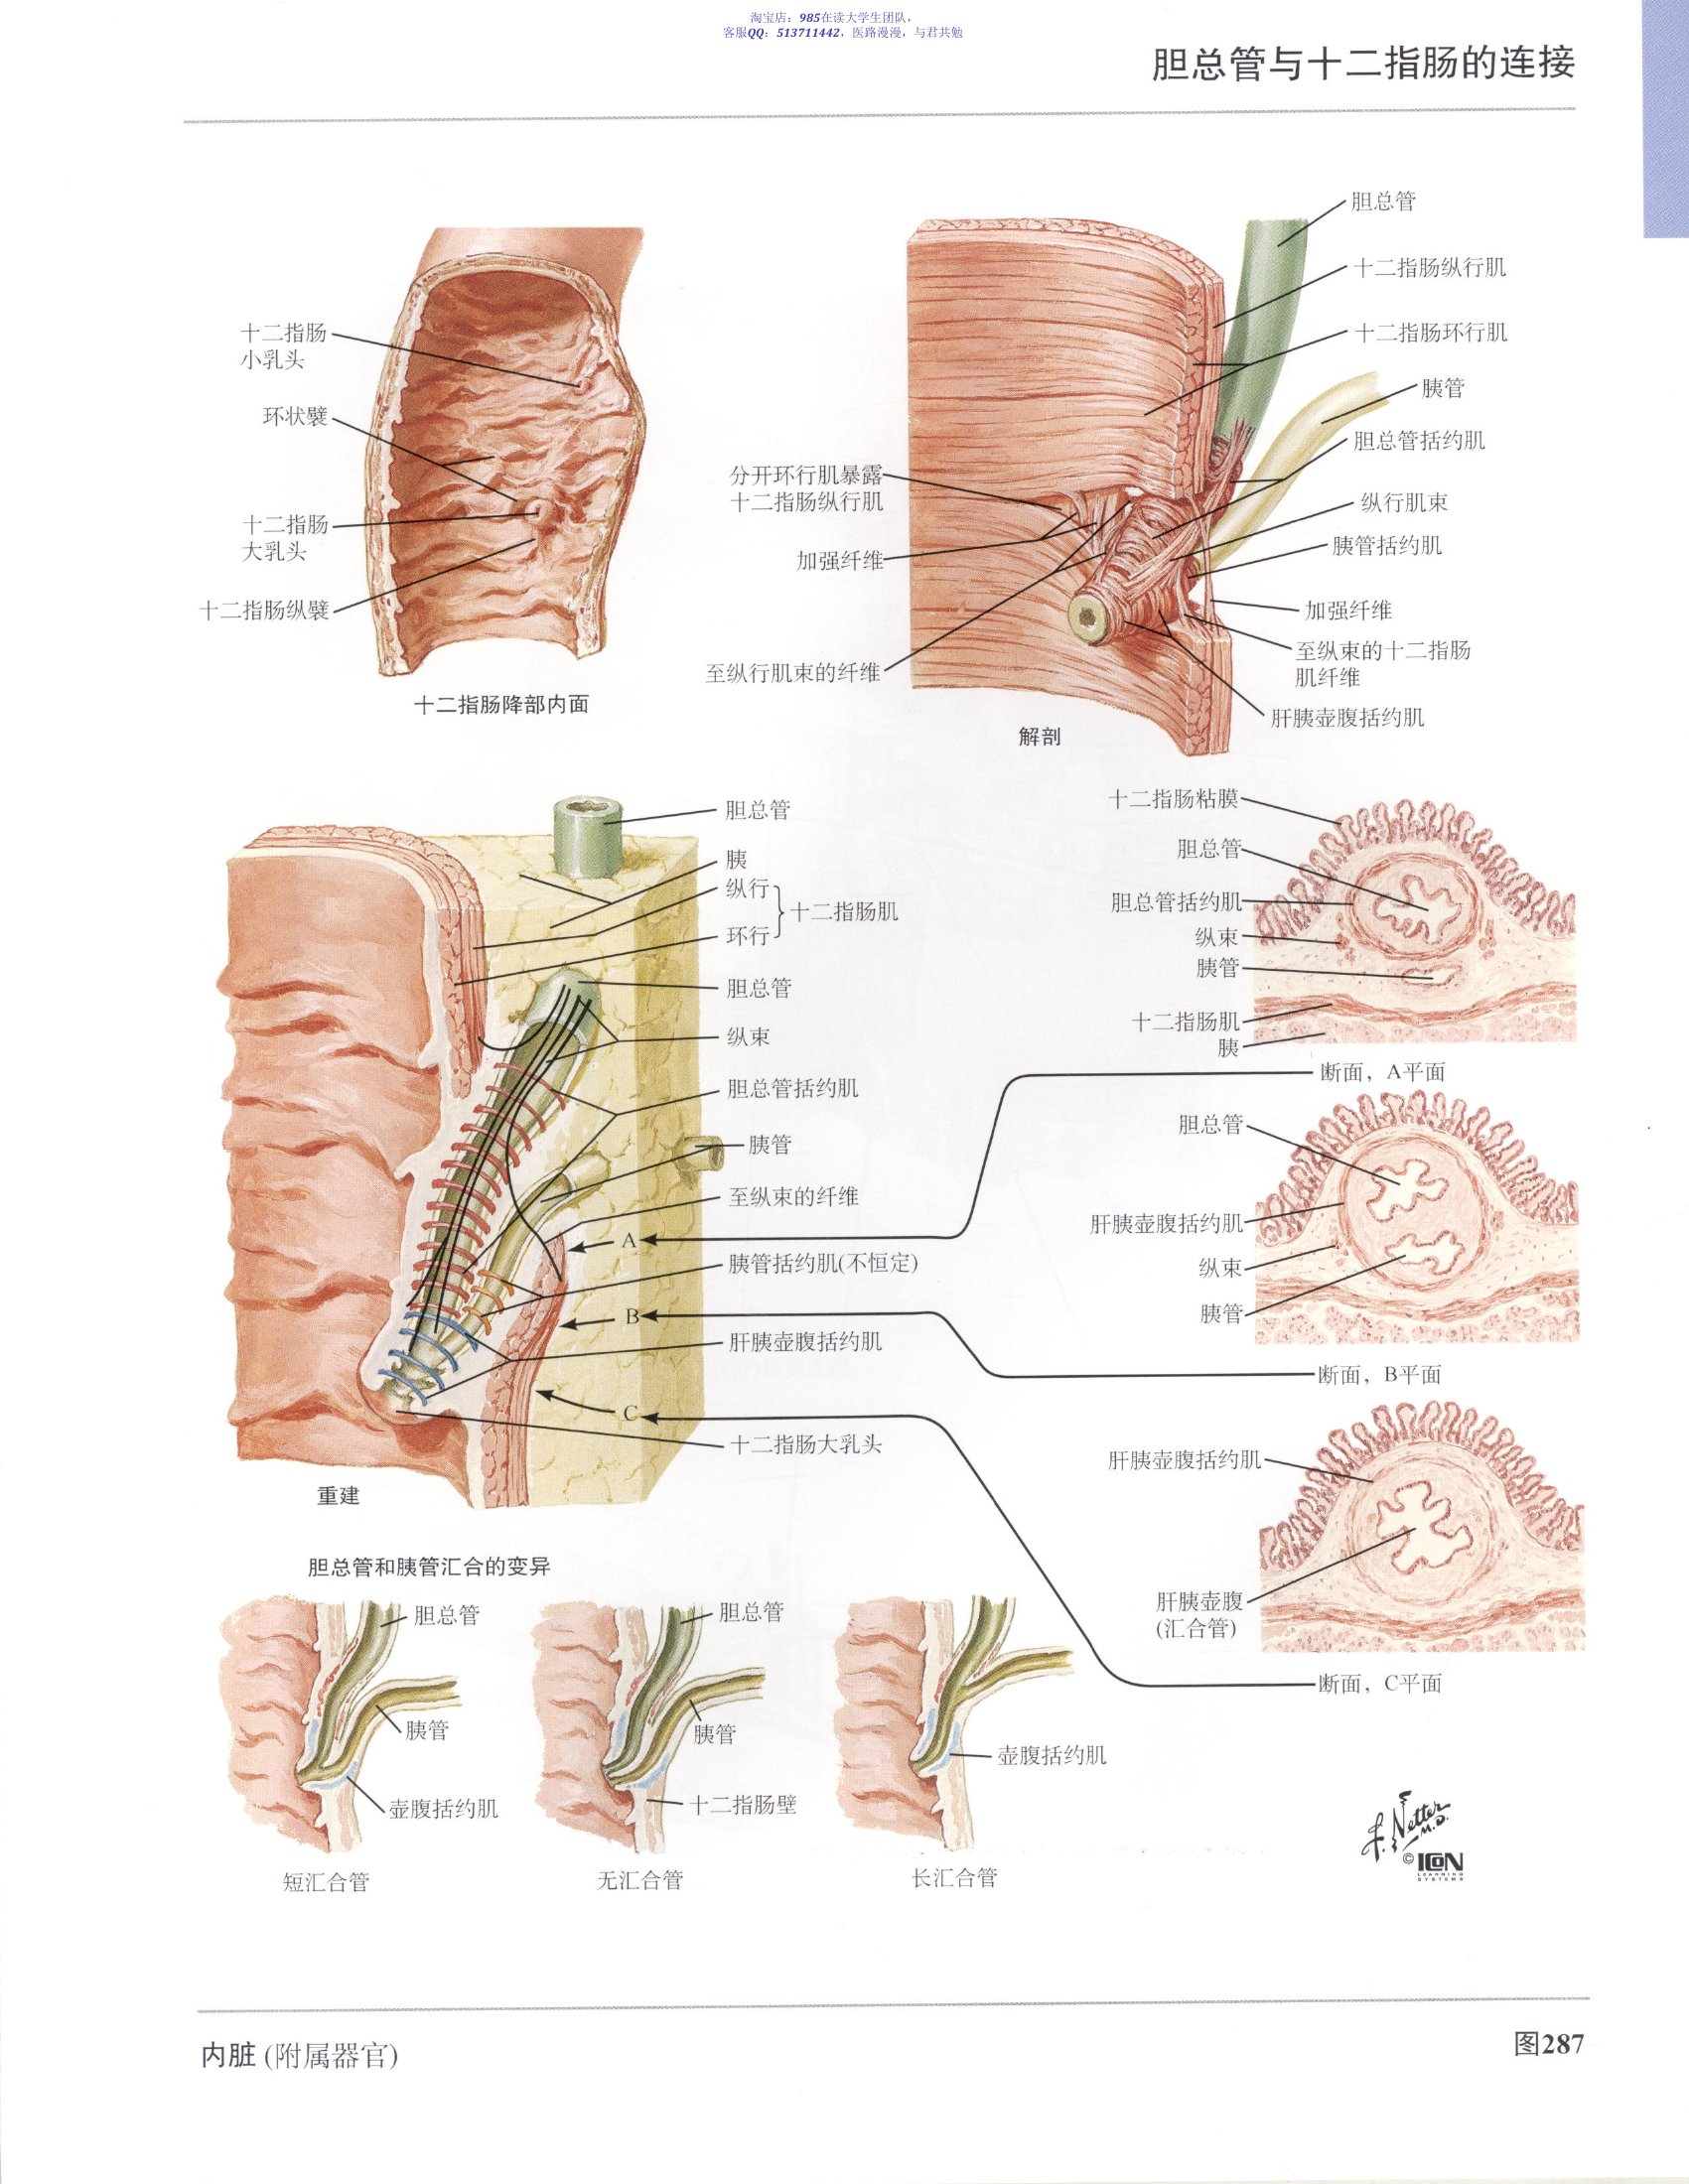 淘宝店：985在读大学生团队，
客服QQ：513711442，医路漫漫，与君共勉
胆总管与十二指肠的连接
十二指肠
小乳头
环状襞
十二指肠
大乳头
十二指肠纵襞
十二指肠降部内面
胆总管
十二指肠纵行肌
十二指肠环行肌
胰管
胆总管括约肌
纵行肌束
胰管括约肌
加强纤维
至纵束的十二指肠
肌纤维
肝胰壶腹括约肌
分开环行肌暴露
十二指肠纵行肌
加强纤维
至纵行肌束的纤维
解剖
胆总管
胰
纵行
环行
十二指肠肌
胆总管
纵束
胆总管括约肌
胰管
至纵束的纤维
A
胰管括约肌(不恒定)
B
肝胰壶腹括约肌
C
十二指肠大乳头
重建
十二指肠粘膜
胆总管
胆总管括约肌
纵束
胰管
十二指肠肌
胰
断面，A平面
胆总管
肝胰壶腹括约肌
纵束
胰管
断面，B平面
肝胰壶腹括约肌
肝胰壶腹
(汇合管)
断面，C平面
胆总管和胰管汇合的变异
胆总管
胰管
壶腹括约肌
短汇合管
胆总管
胰管
十二指肠壁
无汇合管
壶腹括约肌
长汇合管
F. Netter
M.D.
© ICON
LEARNING
SYSTEMS
内脏 (附属器官)
图287